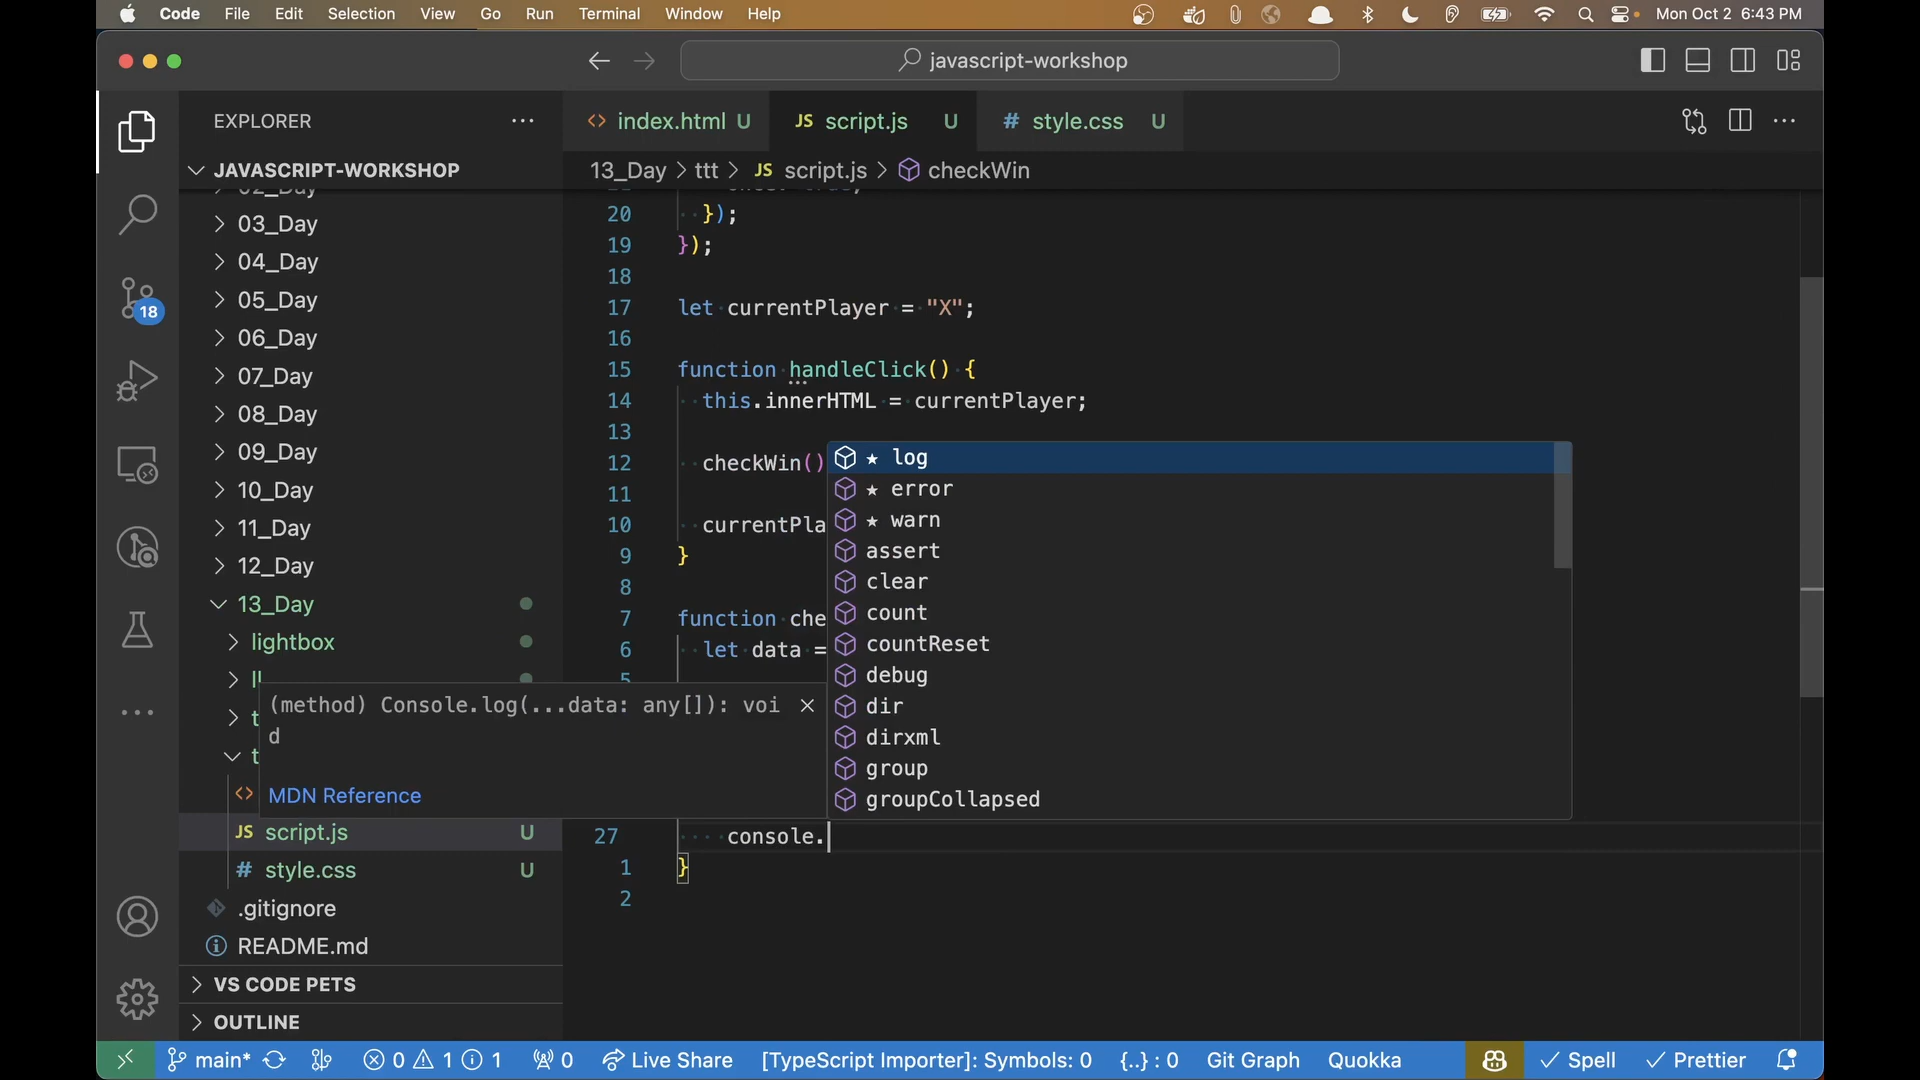 Code File Edit Selection View Go Run Terminal Window Help Mon Oct 2 6:43 PM
javascript-workshop
EXPLORER
index.html U
JS script.js U
# style.css U
JAVASCRIPT-WORKSHOP
13_Day > ttt > JS script.js > checkWin
02_Day
03_Day
04_Day
05_Day
06_Day
07_Day
08_Day
09_Day
10_Day
11_Day
12_Day
13_Day
lightbox
JS script.js U
# style.css U
.gitignore
README.md
VS CODE PETS
OUTLINE
18
20 });
19 });
18
17 let currentPlayer = "X";
16
15 function handleClick() {
14 this.innerHTML = currentPlayer;
13
12 checkWin()
11
10 currentPla
9 }
8
7 function che
6 let data =
5
27 console.
1 }
2
★ log
★ error
★ warn
assert
clear
count
countReset
debug
dir
dirxml
group
groupCollapsed
(method) Console.log(...data: any[]): voi
d
MDN Reference
main* 0 1 1 0 Live Share [TypeScript Importer]: Symbols: 0 {..} : 0 Git Graph Quokka Spell Prettier